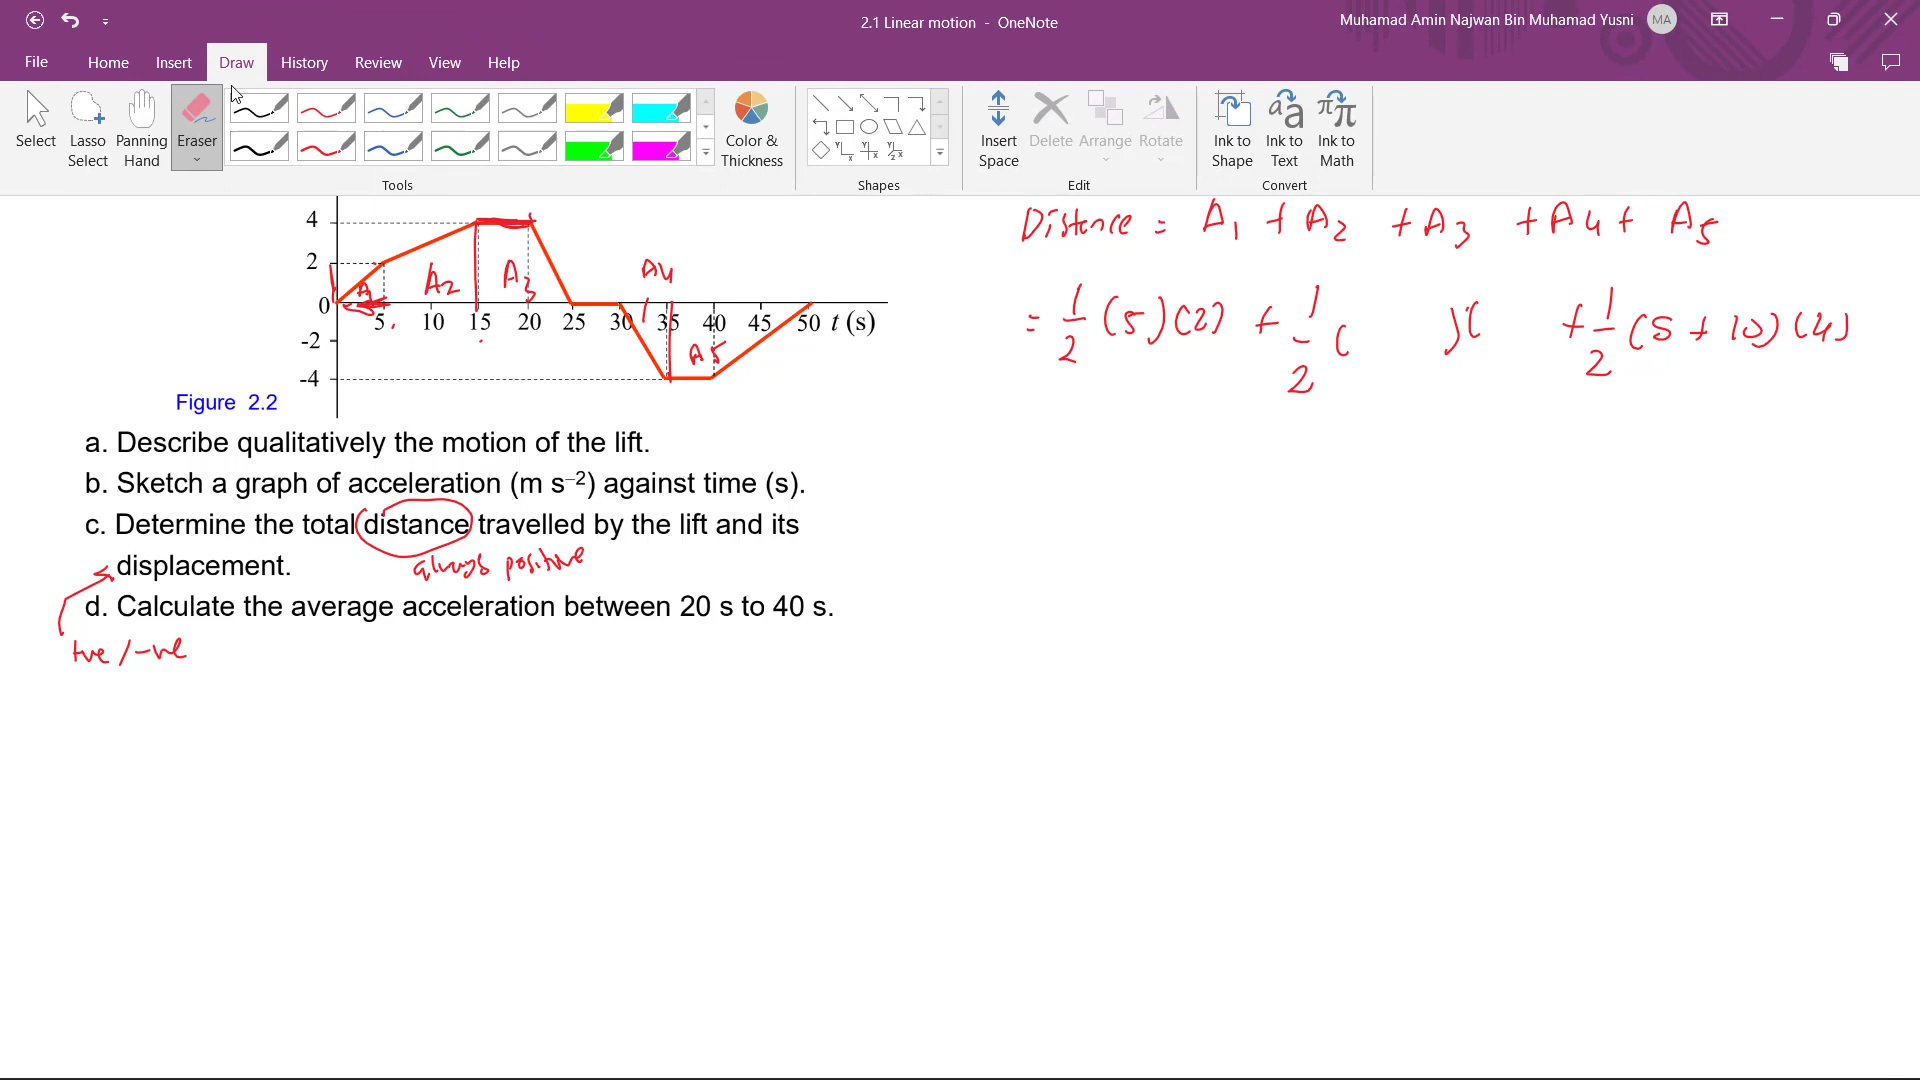 2.1 Linear motion - OneNote
Muhamad Amin Najwan Bin Muhamad Yusni MA
File Home Insert Draw History Review View Help
Select
Lasso Select
Panning Hand
Eraser
Color & Thickness
Insert Space
Delete
Arrange
Rotate
Ink to Shape
Ink to Text
Ink to Math
Tools Shapes Edit Convert
4
2
0
-2
-4
5 10 15 20 25 30 35 40 45 50 t (s)
A1 A2 A3 A4 A5
Figure 2.2
Distance = A1 + A2 + A3 + A4 + A5
= 1/2 (5)(2) + 1/2 ( )( + 1/2 (5 + 10)(4)
a. Describe qualitatively the motion of the lift.
b. Sketch a graph of acceleration (m s⁻²) against time (s).
c. Determine the total distance travelled by the lift and its
displacement.
always positive
d. Calculate the average acceleration between 20 s to 40 s.
+ve / -ve